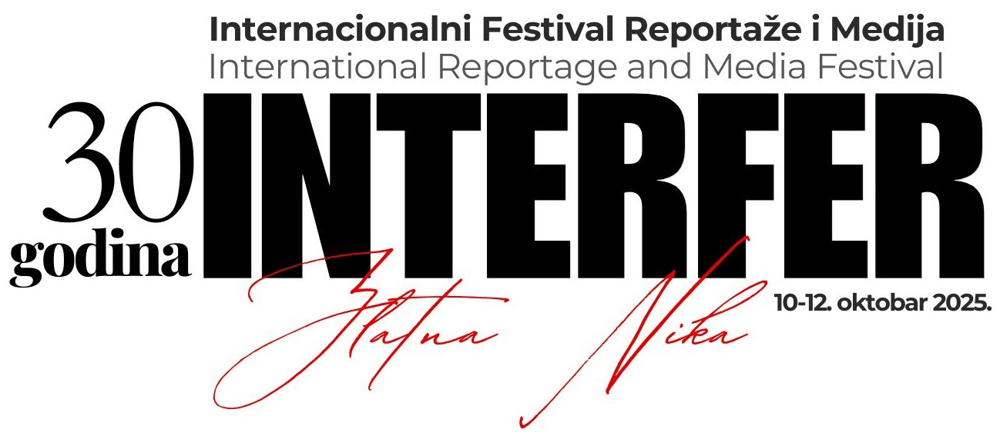 Internacionalni Festival Reportaže i Medija
International Reportage and Media Festival
30 godina
INTERFER
Zlatna Nika
10-12. oktobar 2025.